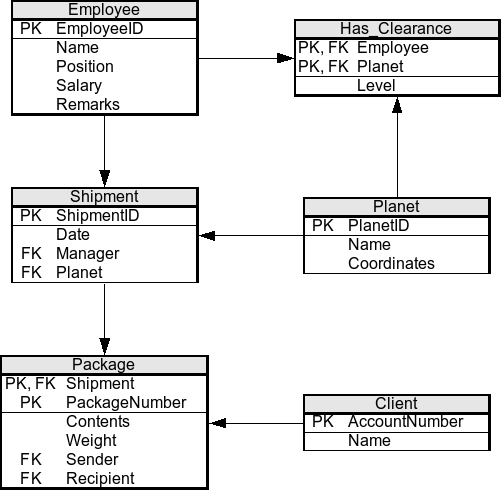 Employee
PK EmployeeID
Name
Position
Salary
Remarks
Has_Clearance
PK, FK Employee
PK, FK Planet
Level
Shipment
PK ShipmentID
Date
FK Manager
FK Planet
Planet
PK PlanetID
Name
Coordinates
Package
PK, FK Shipment
PK PackageNumber
Contents
Weight
FK Sender
FK Recipient
Client
PK AccountNumber
Name